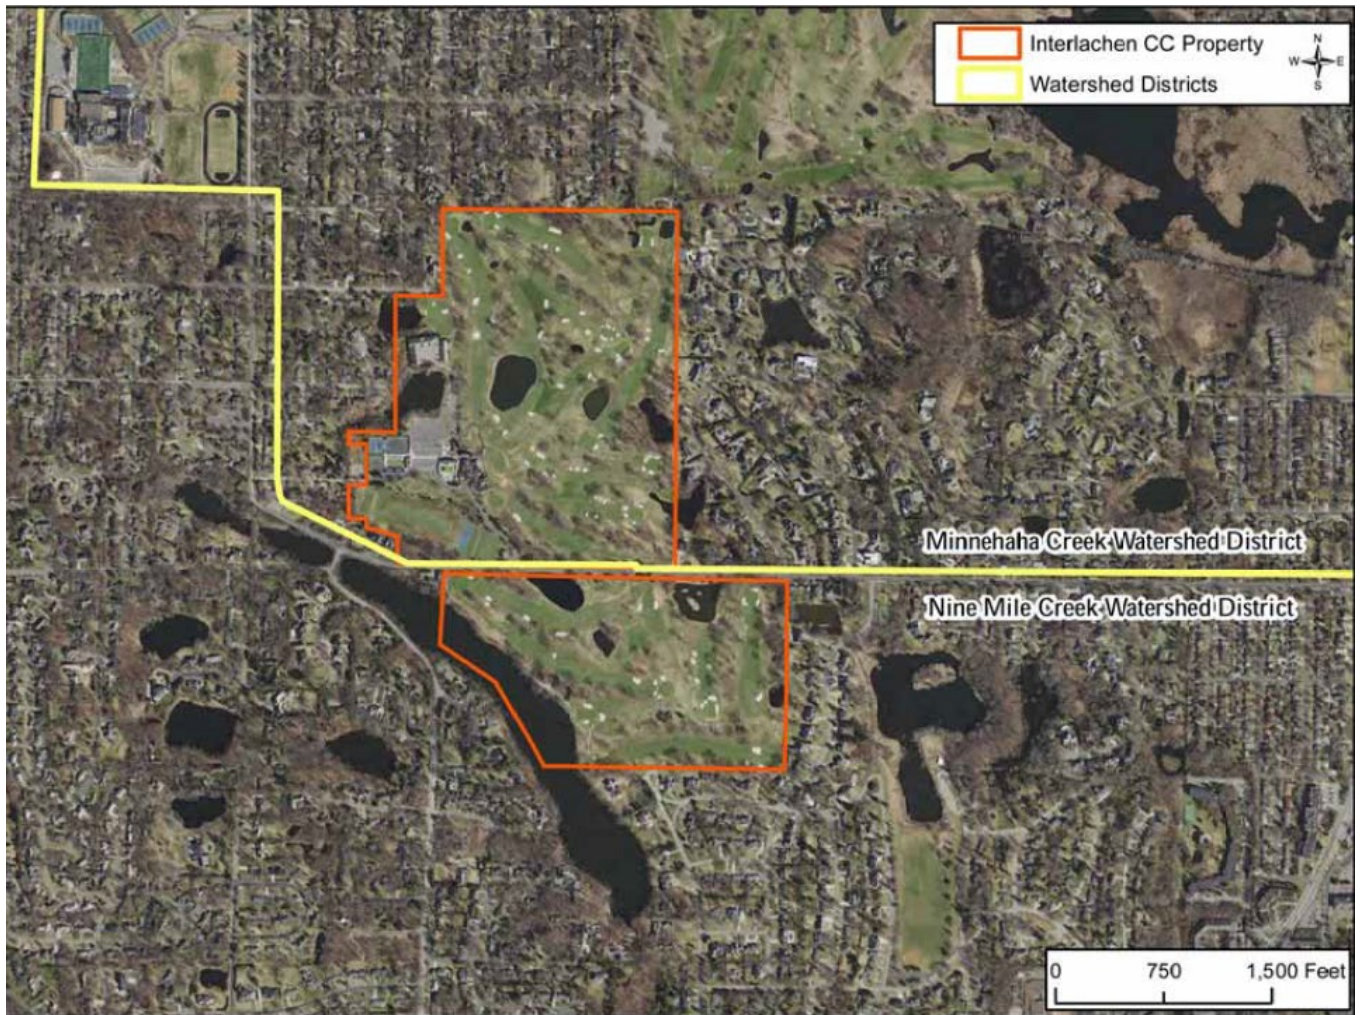 Interlachen CC Property
Watershed Districts
N
W E
S
Minnehaha Creek Watershed District
Nine Mile Creek Watershed District
0 750 1,500 Feet